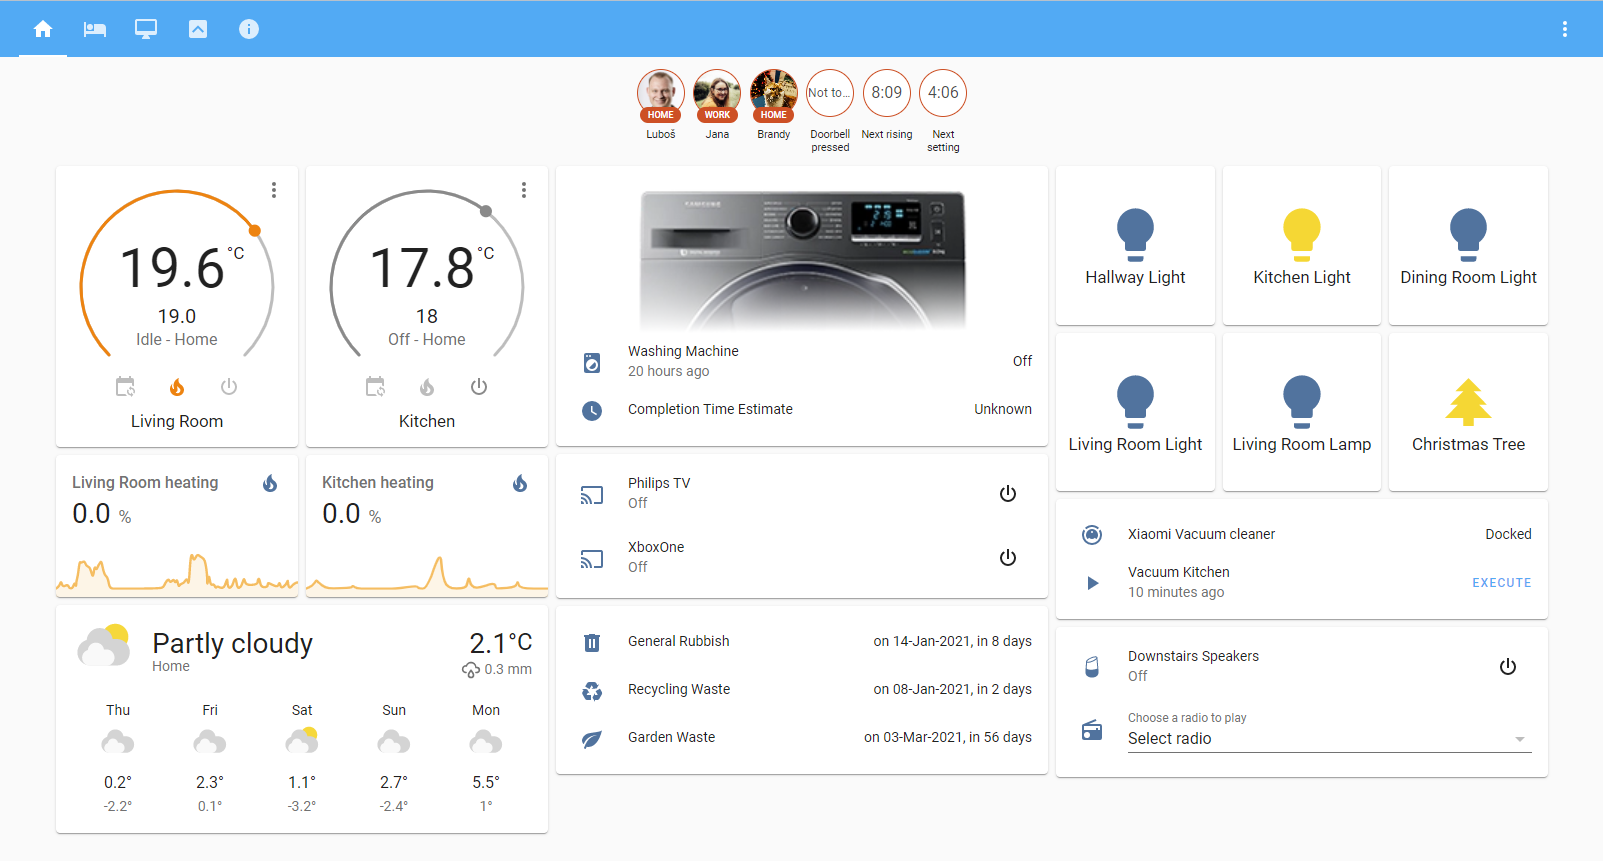 HOME
WORK
HOME
Not to...
8:09
4:06
Luboš
Jana
Brandy
Doorbell
pressed
Next rising
Next
setting
19.6 °C
19.0
Idle - Home
Living Room
17.8 °C
18
Off - Home
Kitchen
Living Room heating
0.0 %
Kitchen heating
0.0 %
Partly cloudy
Home
2.1°C
0.3 mm
Thu Fri Sat Sun Mon
0.2° 2.3° 1.1° 2.7° 5.5°
-2.2° 0.1° -3.2° -2.4° 1°
SAMSUNG
Washing Machine
20 hours ago
Off
Completion Time Estimate
Unknown
Philips TV
Off
XboxOne
Off
General Rubbish
on 14-Jan-2021, in 8 days
Recycling Waste
on 08-Jan-2021, in 2 days
Garden Waste
on 03-Mar-2021, in 56 days
Hallway Light
Kitchen Light
Dining Room Light
Living Room Light
Living Room Lamp
Christmas Tree
Xiaomi Vacuum cleaner
Docked
Vacuum Kitchen
10 minutes ago
EXECUTE
Downstairs Speakers
Off
Choose a radio to play
Select radio